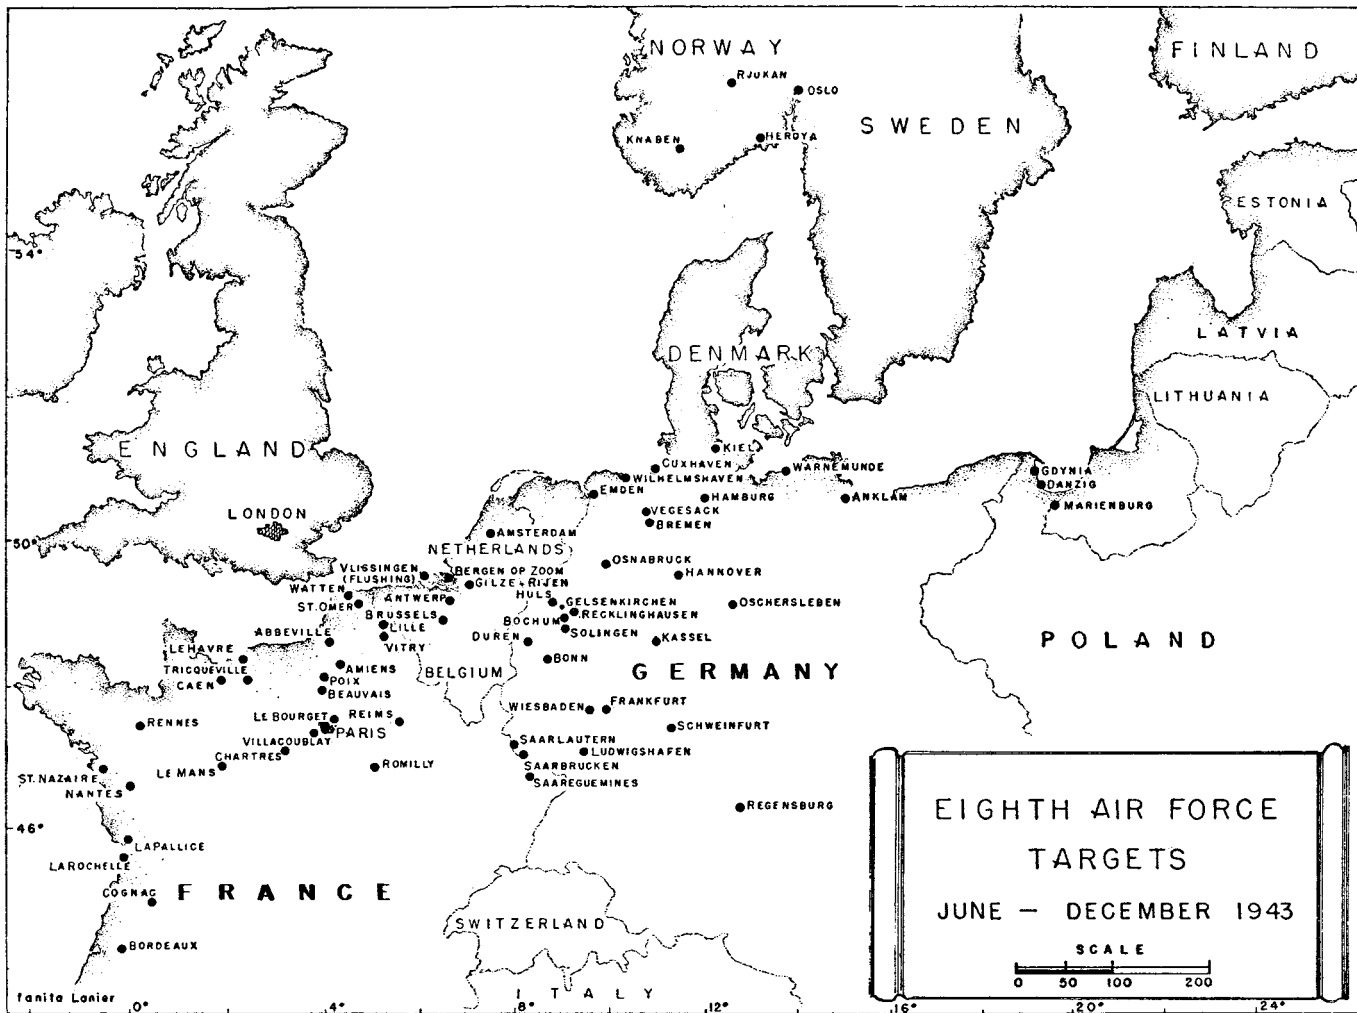 NORWAY
FINLAND
RJUKAN
OSLO
SWEDEN
KNABEN
HEROYA
ESTONIA
54°
LATVIA
DENMARK
LITHUANIA
ENGLAND
KIEL
CUXHAVEN
WARNEMUNDE
GDYNIA
WILHELMSHAVEN
DANZIG
EMDEN
HAMBURG
ANKLAM
MARIENBURG
LONDON
VEGESACK
BREMEN
50°
AMSTERDAM
NETHERLANDS
OSNABRUCK
VLISSINGEN
(FLUSHING)
BERGEN OP ZOOM
HANNOVER
GILZE-RIJEN
WATTEN
HULS
ANTWERP
GELSENKIRCHEN
ST. OMER
OSCHERSLEBEN
BRUSSELS
RECKLINGHAUSEN
BOCHUM
LILLE
SOLINGEN
ABBEVILLE
DUREN
KASSEL
POLAND
VITRY
LEHAVRE
BONN
TRICQUEVILLE
AMIENS
BELGIUM
GERMANY
CAEN
POIX
BEAUVAIS
WIESBADEN
FRANKFURT
LE BOURGET
REIMS
RENNES
SCHWEINFURT
PARIS
VILLACOUBLAY
SAARLAUTERN
LUDWIGSHAFEN
CHARTRES
ST. NAZAIRE
LE MANS
ROMILLY
SAARBRUCKEN
NANTES
SAAREGUEMINES
REGENSBURG
EIGHTH AIR FORCE
46°
TARGETS
LAPALLICE
LAROCHELLE
COGNAC
FRANCE
JUNE – DECEMBER 1943
SWITZERLAND
BORDEAUX
SCALE
0 50 100 200
Tanita Lanier
ITALY
0° 4° 8° 12° 16° 20° 24°